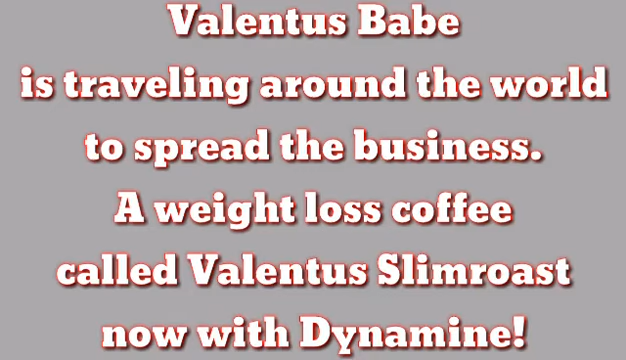 Valentus Babe
is traveling around the world
to spread the business.
A weight loss coffee
called Valentus Slimroast
now with Dynamine!